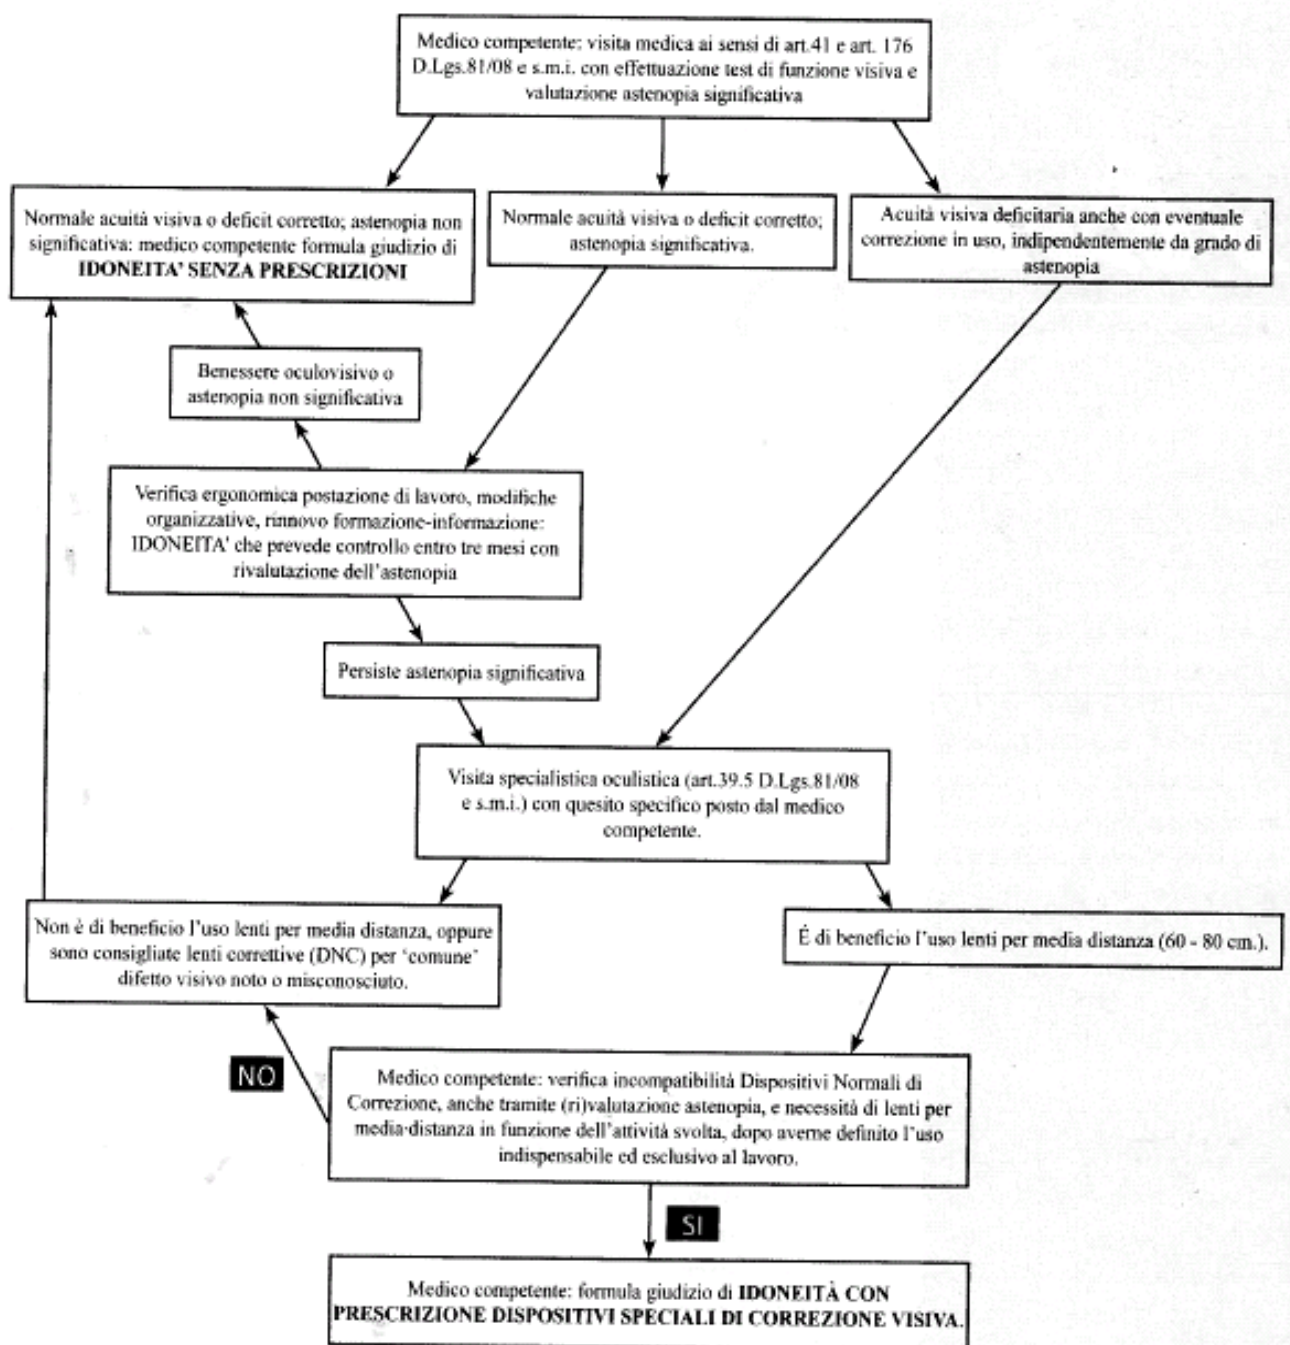 Medico competente: visita medica ai sensi di art.41 e art. 176
D.Lgs.81/08 e s.m.i. con effettuazione test di funzione visiva e
valutazione astenopia significativa
Normale acuità visiva o deficit corretto; astenopia non
significativa: medico competente formula giudizio di
IDONEITA' SENZA PRESCRIZIONI
Normale acuità visiva o deficit corretto;
astenopia significativa.
Acuità visiva deficitaria anche con eventuale
correzione in uso, indipendentemente da grado di
astenopia
Benessere oculovisivo o
astenopia non significativa
Verifica ergonomica postazione di lavoro, modifiche
organizzative, rinnovo formazione-informazione:
IDONEITA' che prevede controllo entro tre mesi con
rivalutazione dell'astenopia
Persiste astenopia significativa
Visita specialistica oculistica (art.39.5 D.Lgs.81/08
e s.m.i.) con quesito specifico posto dal medico
competente.
Non è di beneficio l'uso lenti per media distanza, oppure
sono consigliate lenti correttive (DNC) per 'comune'
difetto visivo noto o misconosciuto.
É di beneficio l'uso lenti per media distanza (60 - 80 cm.).
NO
Medico competente: verifica incompatibilità Dispositivi Normali di
Correzione, anche tramite (ri)valutazione astenopia, e necessità di lenti per
media-distanza in funzione dell'attività svolta, dopo averne definito l'uso
indispensabile ed esclusivo al lavoro.
SI
Medico competente: formula giudizio di IDONEITÀ CON
PRESCRIZIONE DISPOSITIVI SPECIALI DI CORREZIONE VISIVA.